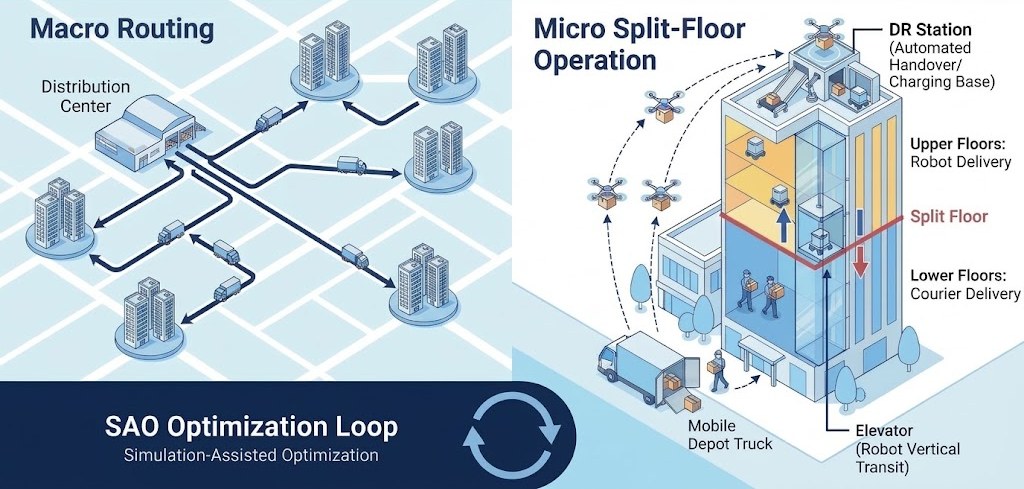 Macro Routing
Distribution
Center
SAO Optimization Loop
Simulation-Assisted Optimization
Micro Split-Floor
Operation
DR Station
(Automated
Handover/
Charging Base)
Upper Floors:
Robot Delivery
Split Floor
Lower Floors:
Courier Delivery
Mobile
Depot Truck
Elevator
(Robot Vertical
Transit)